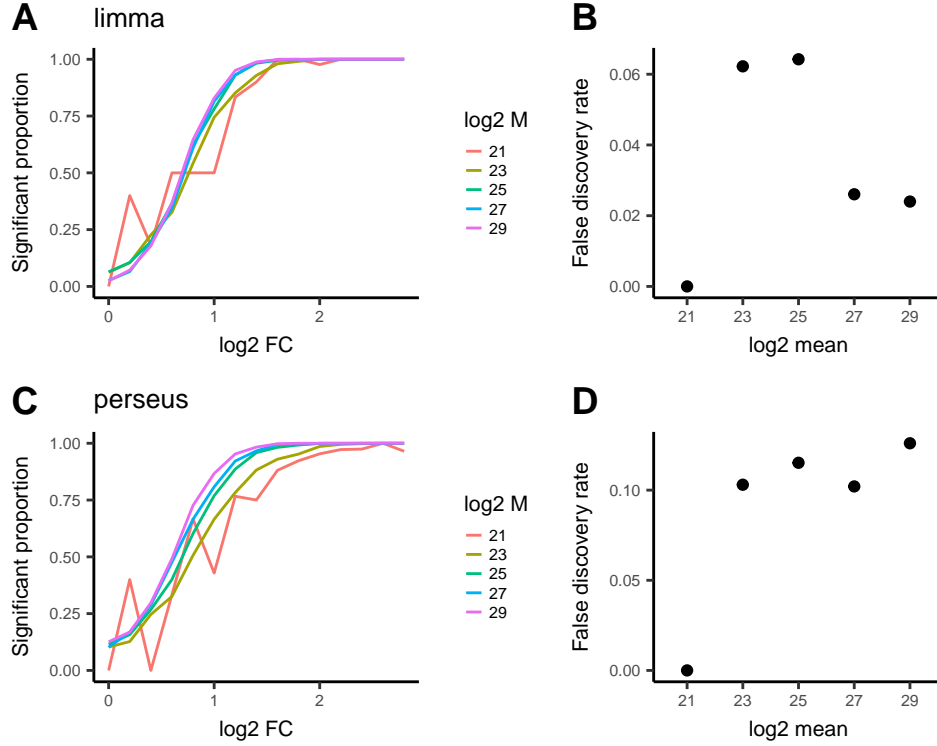 A
limma
1.00
0.75
0.50
0.25
0.00
Significant proportion
0
1
2
log2 FC
log2 M
21
23
25
27
29
B
0.06
0.04
0.02
0.00
False discovery rate
21
23
25
27
29
log2 mean
C
perseus
1.00
0.75
0.50
0.25
0.00
Significant proportion
0
1
2
log2 FC
log2 M
21
23
25
27
29
D
0.10
0.05
0.00
False discovery rate
21
23
25
27
29
log2 mean